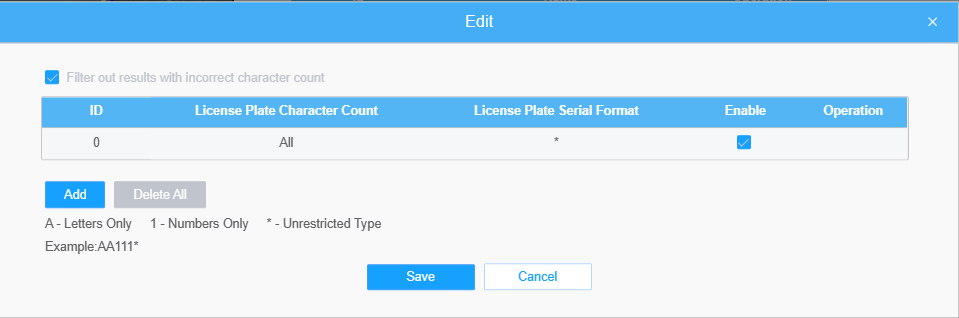 Edit ×
Filter out results with incorrect character count
ID License Plate Character Count License Plate Serial Format Enable Operation
0 All *
Add Delete All
A - Letters Only 1 - Numbers Only * - Unrestricted Type
Example:AA111*
Save Cancel